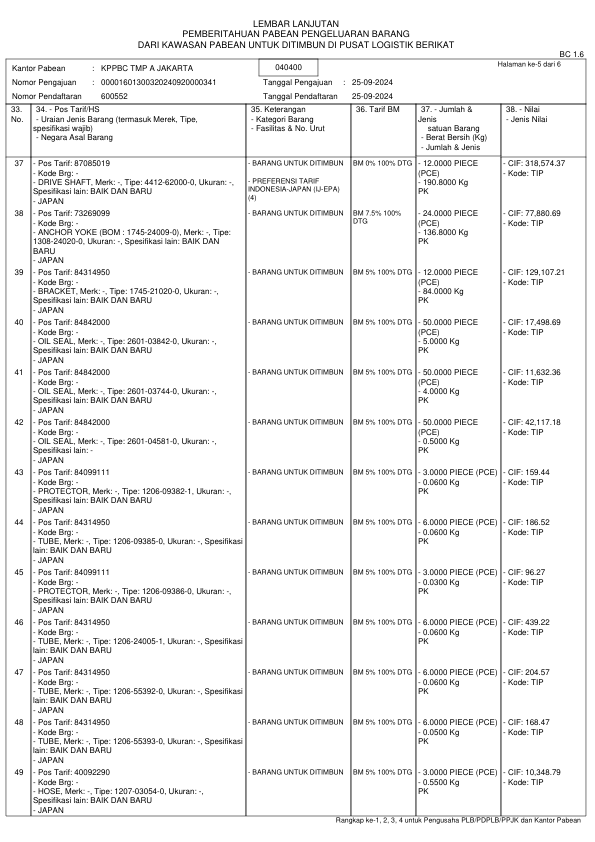 LEMBAR LANJUTAN
PEMBERITAHUAN PABEAN PENGELUARAN BARANG
DARI KAWASAN PABEAN UNTUK DITIMBUN DI PUSAT LOGISTIK BERIKAT
BC 1.6
Kantor Pabean : KPPBC TMP A JAKARTA 040400 Halaman ke-5 dari 6
Nomor Pengajuan : 00001601300320240920000341 Tanggal Pengajuan : 25-09-2024
Nomor Pendaftaran 600552 Tanggal Pendaftaran 25-09-2024
33. 34. - Pos Tarif/HS 35. Keterangan 36. Tarif BM 37. - Jumlah & 38. - Nilai
No. - Uraian Jenis Barang (termasuk Merek, Tipe, - Kategori Barang Jenis - Jenis Nilai
spesifikasi wajib) - Fasilitas & No. Urut satuan Barang
- Negara Asal Barang - Berat Bersih (Kg)
- Jumlah & Jenis
37 - Pos Tarif: 87085019 - BARANG UNTUK DITIMBUN BM 0% 100% DTG - 12.0000 PIECE - CIF: 318,574.37
- Kode Brg: - (PCE) - Kode: TIP
- DRIVE SHAFT, Merk: -, Tipe: 4412-62000-0, Ukuran: -, - PREFERENSI TARIF - 190.8000 Kg
Spesifikasi lain: BAIK DAN BARU INDONESIA-JAPAN (IJ-EPA) PK
- JAPAN (4)
38 - Pos Tarif: 73269099 - BARANG UNTUK DITIMBUN BM 7.5% 100% - 24.0000 PIECE - CIF: 77,880.69
- Kode Brg: - DTG (PCE) - Kode: TIP
- ANCHOR YOKE (BOM : 1745-24009-0), Merk: -, Tipe: - 136.8000 Kg
1308-24020-0, Ukuran: -, Spesifikasi lain: BAIK DAN PK
BARU
- JAPAN
39 - Pos Tarif: 84314950 - BARANG UNTUK DITIMBUN BM 5% 100% DTG - 12.0000 PIECE - CIF: 129,107.21
- Kode Brg: - (PCE) - Kode: TIP
- BRACKET, Merk: -, Tipe: 1745-21020-0, Ukuran: -, - 84.0000 Kg
Spesifikasi lain: BAIK DAN BARU PK
- JAPAN
40 - Pos Tarif: 84842000 - BARANG UNTUK DITIMBUN BM 5% 100% DTG - 50.0000 PIECE - CIF: 17,498.69
- Kode Brg: - (PCE) - Kode: TIP
- OIL SEAL, Merk: -, Tipe: 2601-03842-0, Ukuran: -, - 5.0000 Kg
Spesifikasi lain: BAIK DAN BARU PK
- JAPAN
41 - Pos Tarif: 84842000 - BARANG UNTUK DITIMBUN BM 5% 100% DTG - 50.0000 PIECE - CIF: 11,632.36
- Kode Brg: - (PCE) - Kode: TIP
- OIL SEAL, Merk: -, Tipe: 2601-03744-0, Ukuran: -, - 4.0000 Kg
Spesifikasi lain: BAIK DAN BARU PK
- JAPAN
42 - Pos Tarif: 84842000 - BARANG UNTUK DITIMBUN BM 5% 100% DTG - 50.0000 PIECE - CIF: 42,117.18
- Kode Brg: - (PCE) - Kode: TIP
- OIL SEAL, Merk: -, Tipe: 2601-04581-0, Ukuran: -, - 0.5000 Kg
Spesifikasi lain: - PK
- JAPAN
43 - Pos Tarif: 84099111 - BARANG UNTUK DITIMBUN BM 5% 100% DTG - 3.0000 PIECE (PCE) - CIF: 159.44
- Kode Brg: - - 0.0600 Kg - Kode: TIP
- PROTECTOR, Merk: -, Tipe: 1206-09382-1, Ukuran: -, PK
Spesifikasi lain: BAIK DAN BARU
- JAPAN
44 - Pos Tarif: 84314950 - BARANG UNTUK DITIMBUN BM 5% 100% DTG - 6.0000 PIECE (PCE) - CIF: 186.52
- Kode Brg: - - 0.0600 Kg - Kode: TIP
- TUBE, Merk: -, Tipe: 1206-09385-0, Ukuran: -, Spesifikasi PK
lain: BAIK DAN BARU
- JAPAN
45 - Pos Tarif: 84099111 - BARANG UNTUK DITIMBUN BM 5% 100% DTG - 3.0000 PIECE (PCE) - CIF: 96.27
- Kode Brg: - - 0.0300 Kg - Kode: TIP
- PROTECTOR, Merk: -, Tipe: 1206-09386-0, Ukuran: -, PK
Spesifikasi lain: BAIK DAN BARU
- JAPAN
46 - Pos Tarif: 84314950 - BARANG UNTUK DITIMBUN BM 5% 100% DTG - 6.0000 PIECE (PCE) - CIF: 439.22
- Kode Brg: - - 0.0600 Kg - Kode: TIP
- TUBE, Merk: -, Tipe: 1206-24005-1, Ukuran: -, Spesifikasi PK
lain: BAIK DAN BARU
- JAPAN
47 - Pos Tarif: 84314950 - BARANG UNTUK DITIMBUN BM 5% 100% DTG - 6.0000 PIECE (PCE) - CIF: 204.57
- Kode Brg: - - 0.0600 Kg - Kode: TIP
- TUBE, Merk: -, Tipe: 1206-55392-0, Ukuran: -, Spesifikasi PK
lain: BAIK DAN BARU
- JAPAN
48 - Pos Tarif: 84314950 - BARANG UNTUK DITIMBUN BM 5% 100% DTG - 6.0000 PIECE (PCE) - CIF: 168.47
- Kode Brg: - - 0.0500 Kg - Kode: TIP
- TUBE, Merk: -, Tipe: 1206-55393-0, Ukuran: -, Spesifikasi PK
lain: BAIK DAN BARU
- JAPAN
49 - Pos Tarif: 40092290 - BARANG UNTUK DITIMBUN BM 5% 100% DTG - 3.0000 PIECE (PCE) - CIF: 10,348.79
- Kode Brg: - - 0.5500 Kg - Kode: TIP
- HOSE, Merk: -, Tipe: 1207-03054-0, Ukuran: -, PK
Spesifikasi lain: BAIK DAN BARU
- JAPAN
Rangkap ke-1, 2, 3, 4 untuk Pengusaha PLB/PDPLB/PPJK dan Kantor Pabean